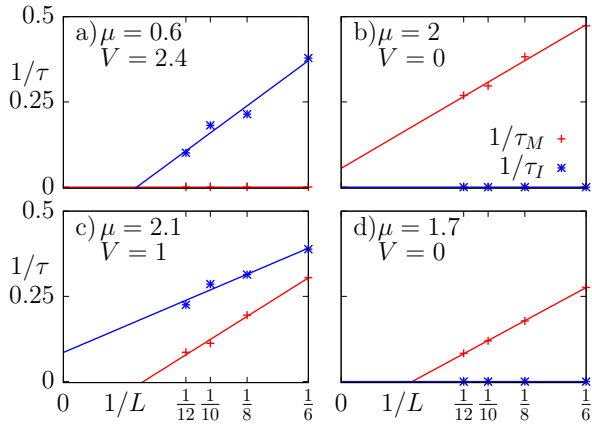 a) μ = 0.6
V = 2.4
b) μ = 2
V = 0
1/τ
0.25
0
1/τ_M
1/τ_I
0.5
c) μ = 2.1
V = 1
d) μ = 1.7
V = 0
1/τ
0.25
0
0 1/L 1/12 1/10 1/8 1/6
0 1/L 1/12 1/10 1/8 1/6